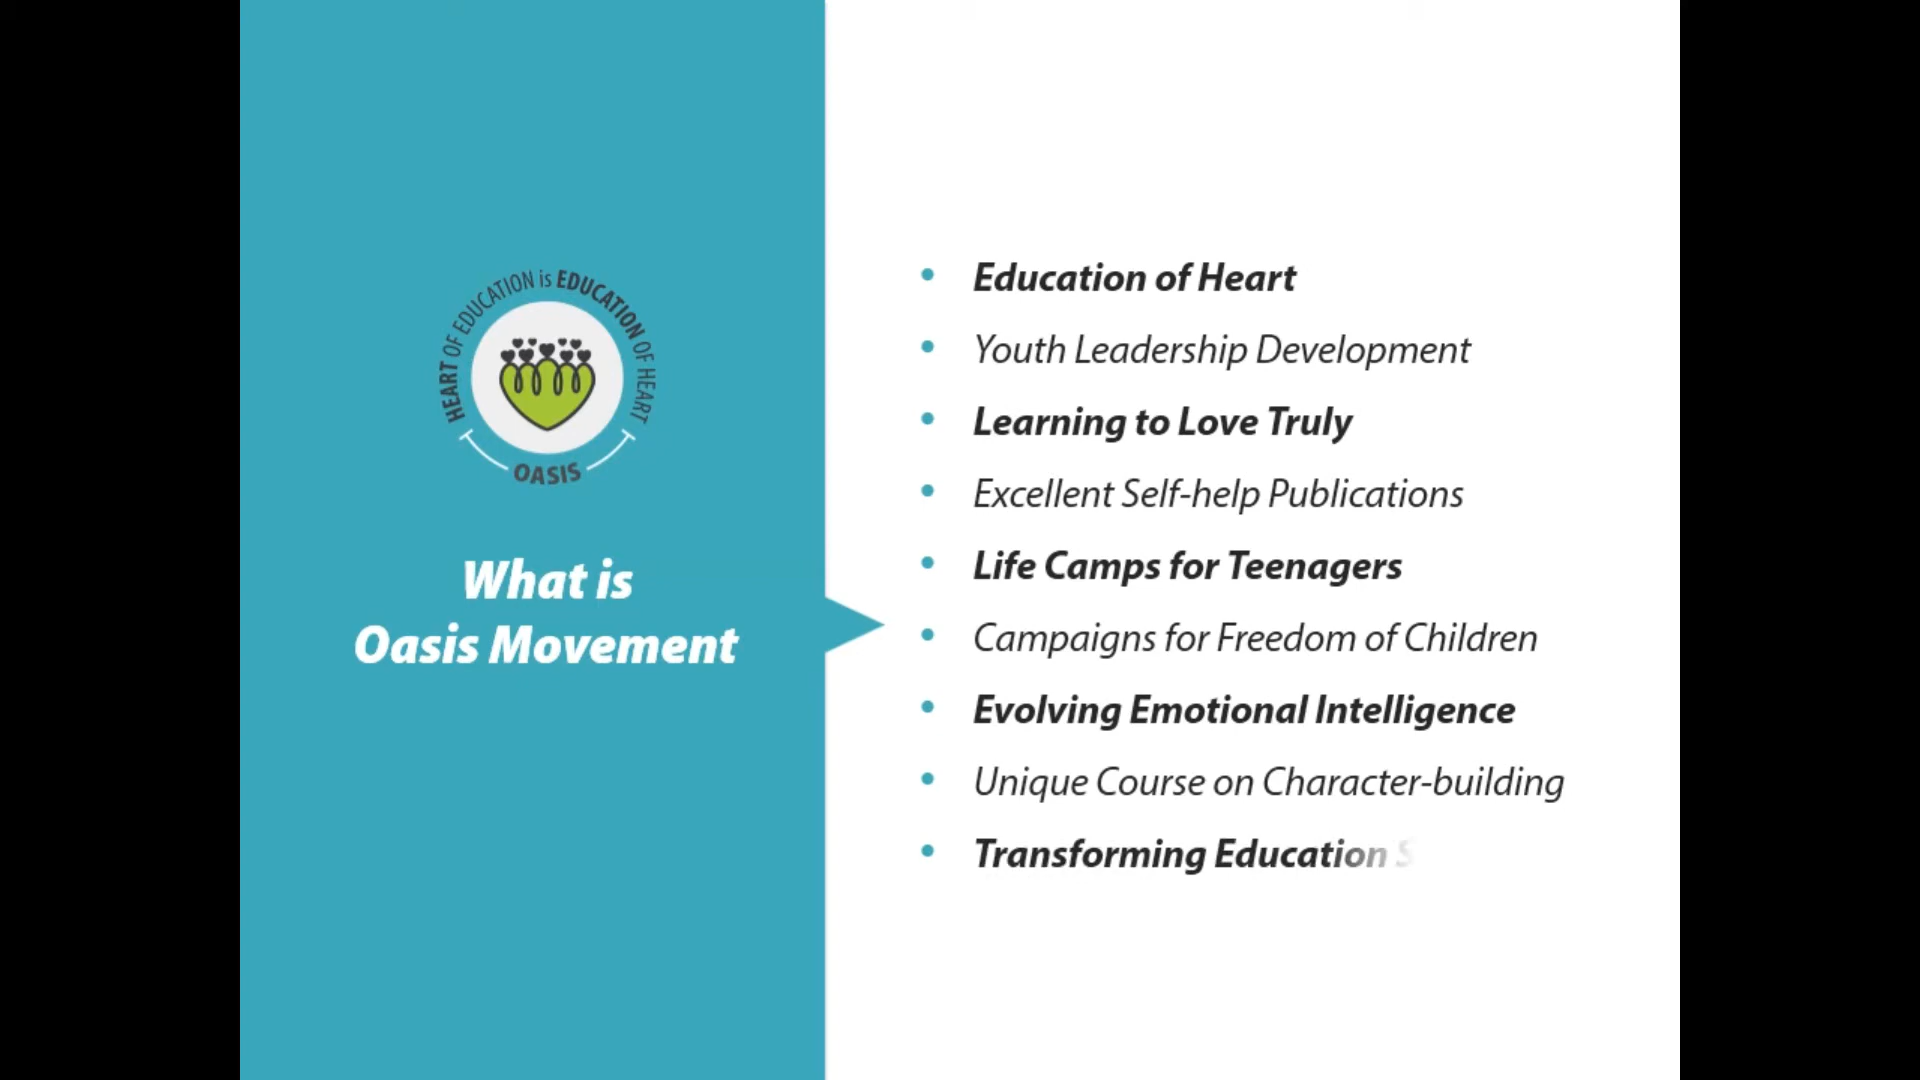 HEART OF EDUCATION is EDUCATION OF HEART
OASIS
What is
Oasis Movement
• Education of Heart
• Youth Leadership Development
• Learning to Love Truly
• Excellent Self-help Publications
• Life Camps for Teenagers
• Campaigns for Freedom of Children
• Evolving Emotional Intelligence
• Unique Course on Character-building
• Transforming Education S